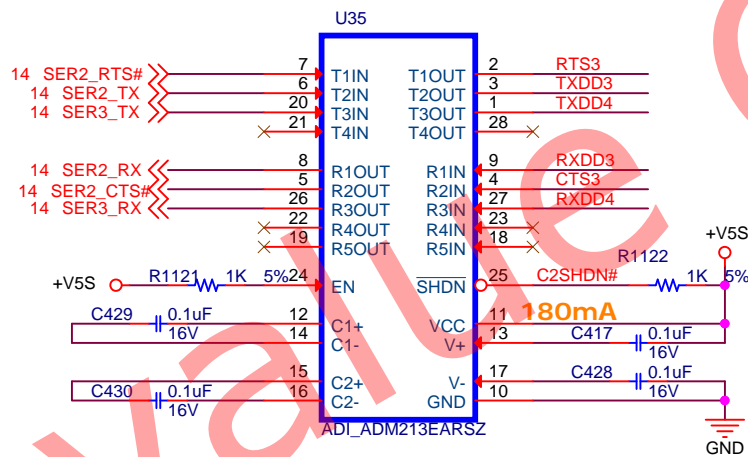 U35
14 SER2_RTS# 7 T1IN T1OUT 2 RTS3
14 SER2_TX 6 T2IN T2OUT 3 TXDD3
14 SER3_TX 20 T3IN T3OUT 1 TXDD4
21 T4IN T4OUT 28
14 SER2_RX 8 R1OUT R1IN 9 RXDD3
14 SER2_CTS# 5 R2OUT R2IN 4 CTS3
14 SER3_RX 26 R3OUT R3IN 27 RXDD4
22 R4OUT R4IN 23
19 R5OUT R5IN 18
+V5S
R1122
+V5S R1121 1K 5% 24 EN SHDN 25 C2SHDN# 1K 5%
180mA
C429 0.1uF 16V 12 C1+ VCC 11
14 C1- V+ 13 C417 0.1uF 16V
C430 0.1uF 16V 15 C2+ V- 17 C428 0.1uF 16V
16 C2- GND 10
ADI_ADM213EARSZ
GND
value